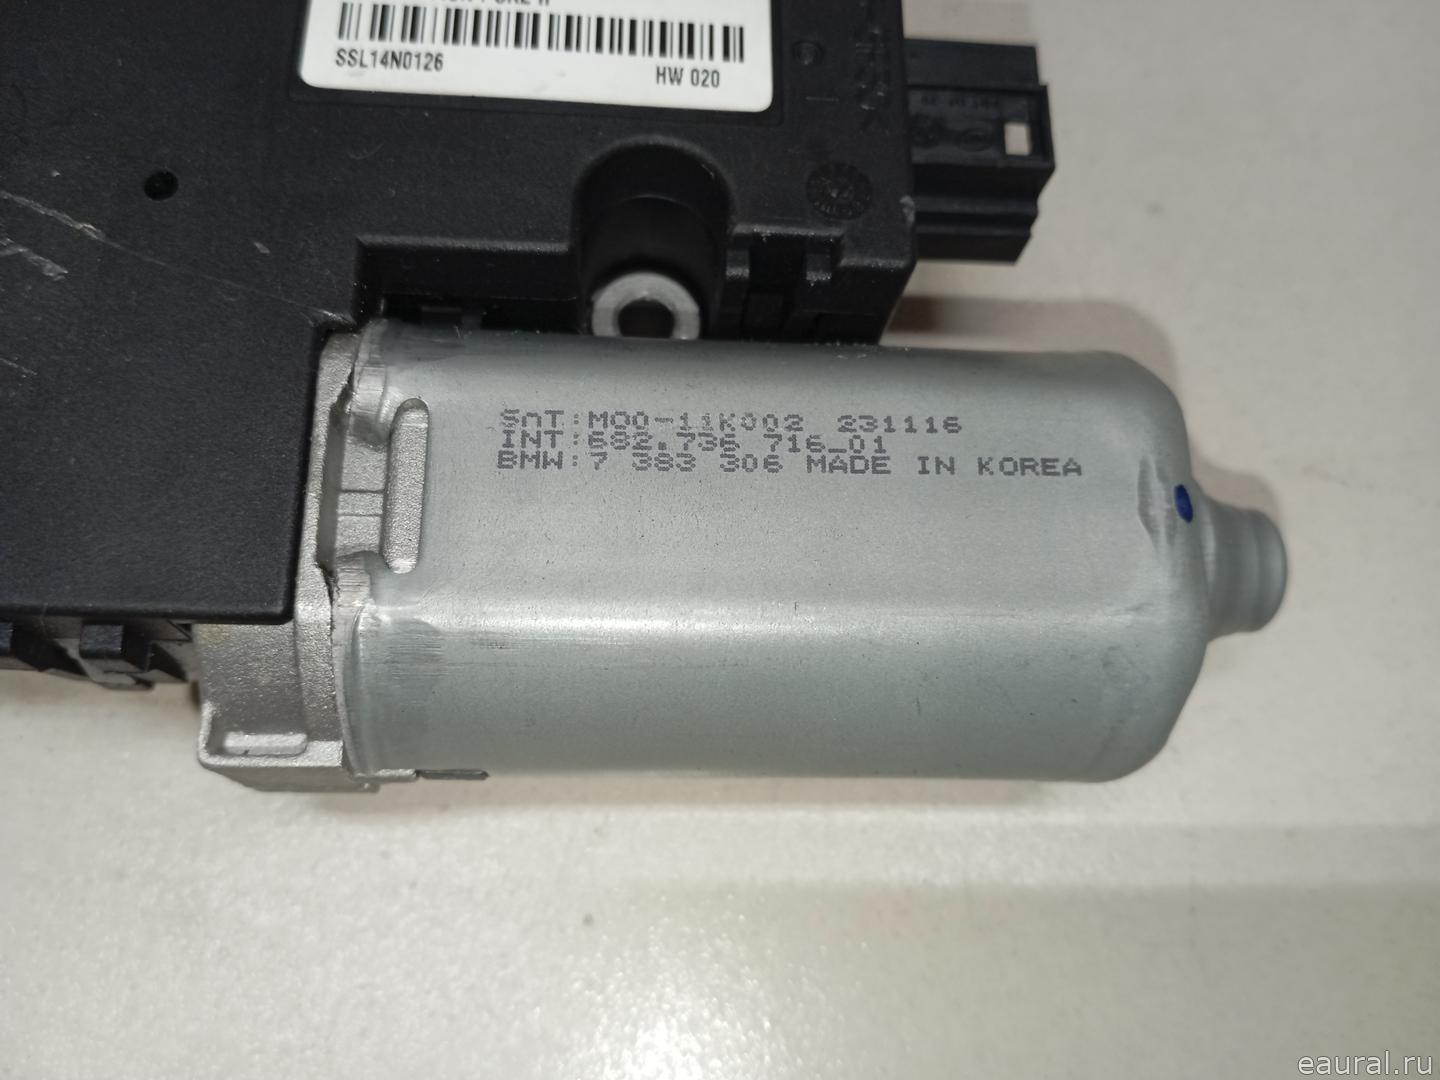 SSL14N0126
HW 020
SAT:M00-11K002 231116
INT:682.736 716_01
BMW:7 383 306 MADE IN KOREA
eaural.ru